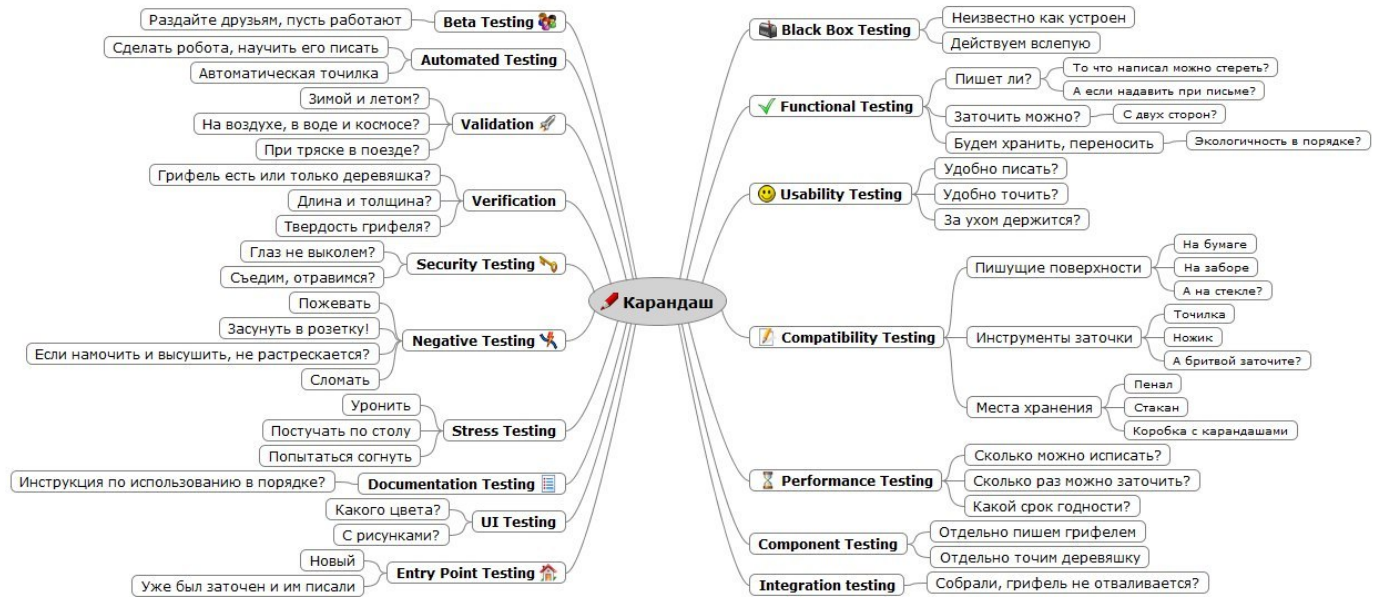 Карандаш
Beta Testing
Раздайте друзьям, пусть работают
Automated Testing
Сделать робота, научить его писать
Автоматическая точилка
Validation
Зимой и летом?
На воздухе, в воде и космосе?
При тряске в поезде?
Verification
Грифель есть или только деревяшка?
Длина и толщина?
Твердость грифеля?
Security Testing
Глаз не выколем?
Съедим, отравимся?
Negative Testing
Пожевать
Засунуть в розетку!
Если намочить и высушить, не растрескается?
Сломать
Stress Testing
Уронить
Постучать по столу
Попытаться согнуть
Documentation Testing
Инструкция по использованию в порядке?
UI Testing
Какого цвета?
С рисунками?
Entry Point Testing
Новый
Уже был заточен и им писали
Black Box Testing
Неизвестно как устроен
Действуем вслепую
Functional Testing
Пишет ли?
То что написал можно стереть?
А если надавить при письме?
Заточить можно?
С двух сторон?
Будем хранить, переносить
Экологичность в порядке?
Usability Testing
Удобно писать?
Удобно точить?
За ухом держится?
Compatibility Testing
Пишущие поверхности
На бумаге
На заборе
А на стекле?
Инструменты заточки
Точилка
Ножик
А бритвой заточите?
Места хранения
Пенал
Стакан
Коробка с карандашами
Performance Testing
Сколько можно исписать?
Сколько раз можно заточить?
Какой срок годности?
Component Testing
Отдельно пишем грифелем
Отдельно точим деревяшку
Integration testing
Собрали, грифель не отваливается?